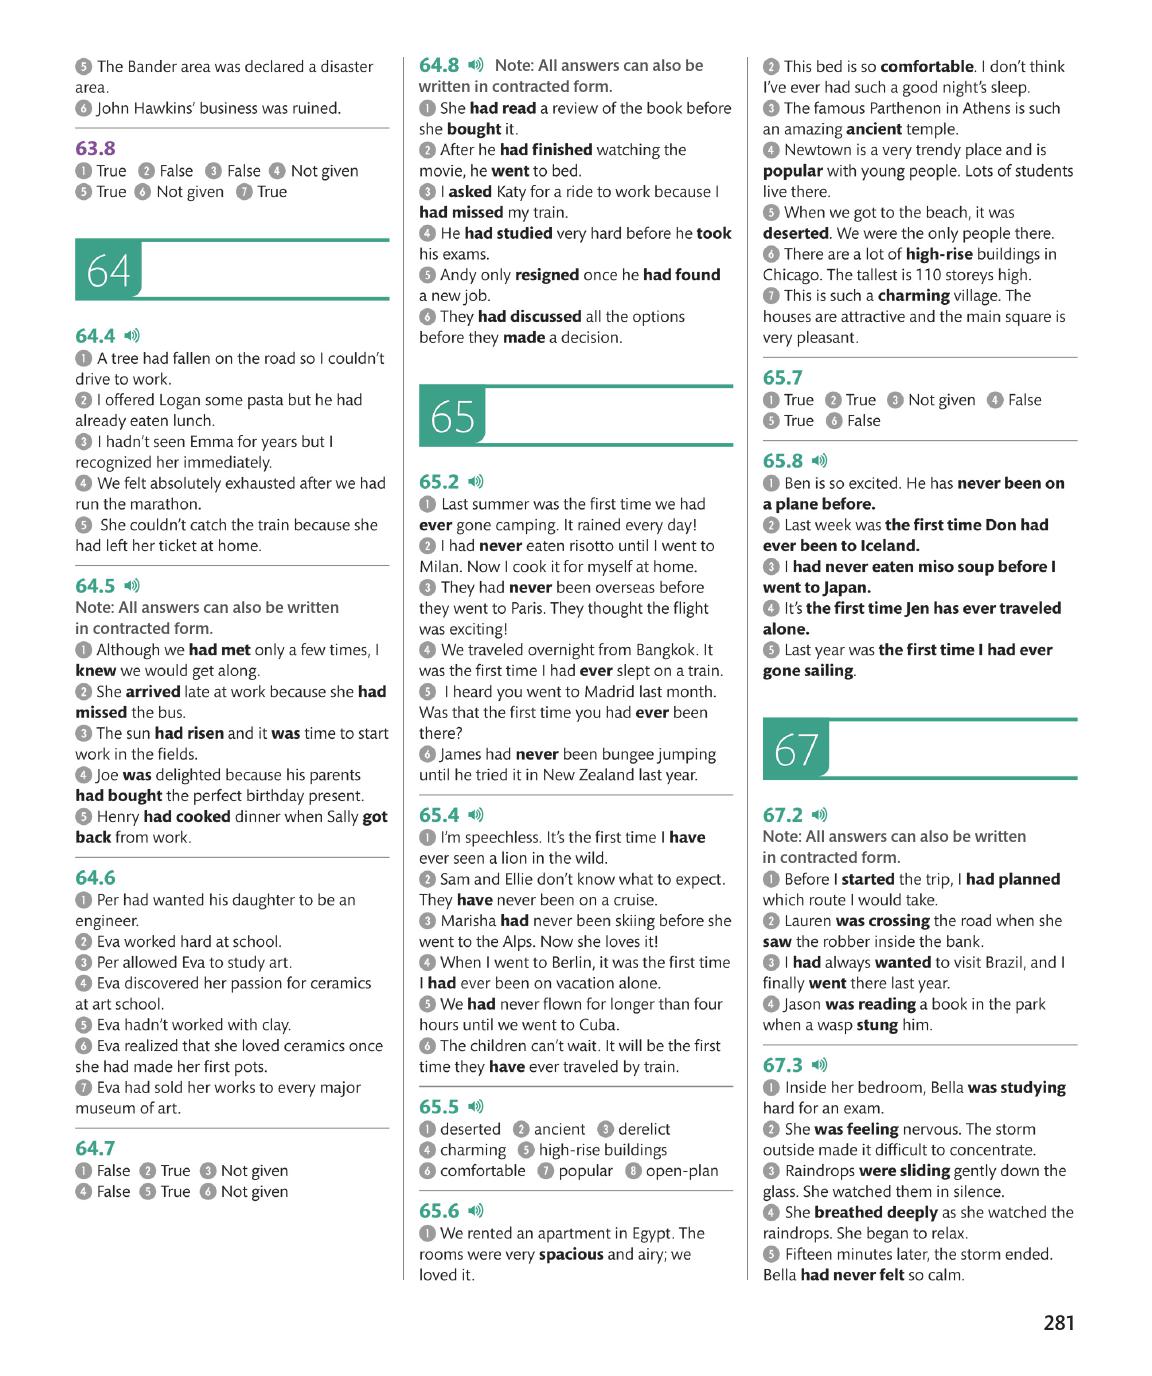 5 The Bander area was declared a disaster
area.
6 John Hawkins' business was ruined.
63.8
1 True 2 False 3 False 4 Not given
5 True 6 Not given 7 True
64
64.4
1 A tree had fallen on the road so I couldn't
drive to work.
2 I offered Logan some pasta but he had
already eaten lunch.
3 I hadn't seen Emma for years but I
recognized her immediately.
4 We felt absolutely exhausted after we had
run the marathon.
5 She couldn't catch the train because she
had left her ticket at home.
64.5
Note: All answers can also be written
in contracted form.
1 Although we had met only a few times, I
knew we would get along.
2 She arrived late at work because she had
missed the bus.
3 The sun had risen and it was time to start
work in the fields.
4 Joe was delighted because his parents
had bought the perfect birthday present.
5 Henry had cooked dinner when Sally got
back from work.
64.6
1 Per had wanted his daughter to be an
engineer.
2 Eva worked hard at school.
3 Per allowed Eva to study art.
4 Eva discovered her passion for ceramics
at art school.
5 Eva hadn't worked with clay.
6 Eva realized that she loved ceramics once
she had made her first pots.
7 Eva had sold her works to every major
museum of art.
64.7
1 False 2 True 3 Not given
4 False 5 True 6 Not given
64.8 Note: All answers can also be
written in contracted form.
1 She had read a review of the book before
she bought it.
2 After he had finished watching the
movie, he went to bed.
3 I asked Katy for a ride to work because I
had missed my train.
4 He had studied very hard before he took
his exams.
5 Andy only resigned once he had found
a new job.
6 They had discussed all the options
before they made a decision.
65
65.2
1 Last summer was the first time we had
ever gone camping. It rained every day!
2 I had never eaten risotto until I went to
Milan. Now I cook it for myself at home.
3 They had never been overseas before
they went to Paris. They thought the flight
was exciting!
4 We traveled overnight from Bangkok. It
was the first time I had ever slept on a train.
5 I heard you went to Madrid last month.
Was that the first time you had ever been
there?
6 James had never been bungee jumping
until he tried it in New Zealand last year.
65.4
1 I'm speechless. It's the first time I have
ever seen a lion in the wild.
2 Sam and Ellie don't know what to expect.
They have never been on a cruise.
3 Marisha had never been skiing before she
went to the Alps. Now she loves it!
4 When I went to Berlin, it was the first time
I had ever been on vacation alone.
5 We had never flown for longer than four
hours until we went to Cuba.
6 The children can't wait. It will be the first
time they have ever traveled by train.
65.5
1 deserted 2 ancient 3 derelict
4 charming 5 high-rise buildings
6 comfortable 7 popular 8 open-plan
65.6
1 We rented an apartment in Egypt. The
rooms were very spacious and airy; we
loved it.
2 This bed is so comfortable. I don't think
I've ever had such a good night's sleep.
3 The famous Parthenon in Athens is such
an amazing ancient temple.
4 Newtown is a very trendy place and is
popular with young people. Lots of students
live there.
5 When we got to the beach, it was
deserted. We were the only people there.
6 There are a lot of high-rise buildings in
Chicago. The tallest is 110 storeys high.
7 This is such a charming village. The
houses are attractive and the main square is
very pleasant.
65.7
1 True 2 True 3 Not given 4 False
5 True 6 False
65.8
1 Ben is so excited. He has never been on
a plane before.
2 Last week was the first time Don had
ever been to Iceland.
3 I had never eaten miso soup before I
went to Japan.
4 It's the first time Jen has ever traveled
alone.
5 Last year was the first time I had ever
gone sailing.
67
67.2
Note: All answers can also be written
in contracted form.
1 Before I started the trip, I had planned
which route I would take.
2 Lauren was crossing the road when she
saw the robber inside the bank.
3 I had always wanted to visit Brazil, and I
finally went there last year.
4 Jason was reading a book in the park
when a wasp stung him.
67.3
1 Inside her bedroom, Bella was studying
hard for an exam.
2 She was feeling nervous. The storm
outside made it difficult to concentrate.
3 Raindrops were sliding gently down the
glass. She watched them in silence.
4 She breathed deeply as she watched the
raindrops. She began to relax.
5 Fifteen minutes later, the storm ended.
Bella had never felt so calm.
281